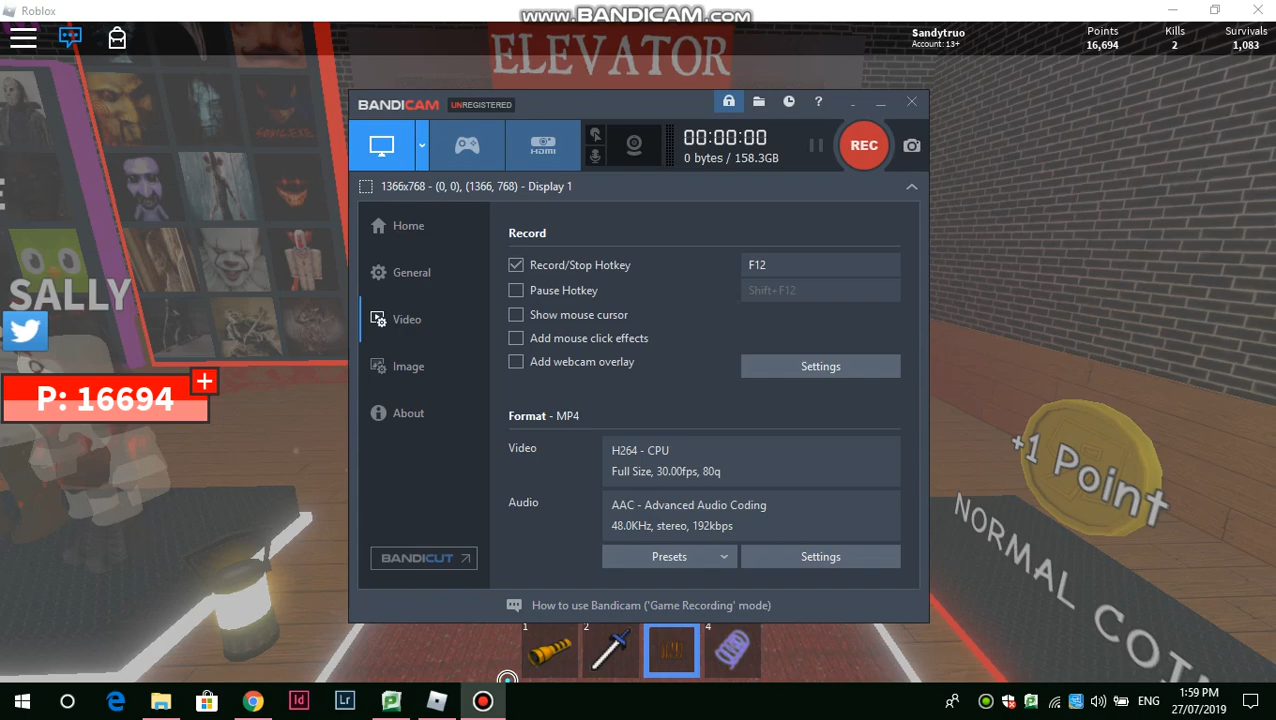 Roblox
www.BANDICAM.com
Sandytruo
Account: 13+
Points
16,694
Kills
2
Survivals
1,083
ELEVATOR
BANDICAM UNREGISTERED
HDMI
00:00:00
0 bytes / 158.3GB
REC
1366x768 - (0, 0), (1366, 768) - Display 1
Home
General
Video
Image
About
BANDICUT
Record
Record/Stop Hotkey F12
Pause Hotkey Shift+F12
Show mouse cursor
Add mouse click effects
Add webcam overlay
Settings
Format - MP4
Video
H264 - CPU
Full Size, 30.00fps, 80q
Audio
AAC - Advanced Audio Coding
48.0KHz, stereo, 192kbps
Presets
Settings
How to use Bandicam ('Game Recording' mode)
SALLY
P: 16694 +
+1 Point
NORMAL
1
2
4
Id
Lr
ENG
1:59 PM
27/07/2019